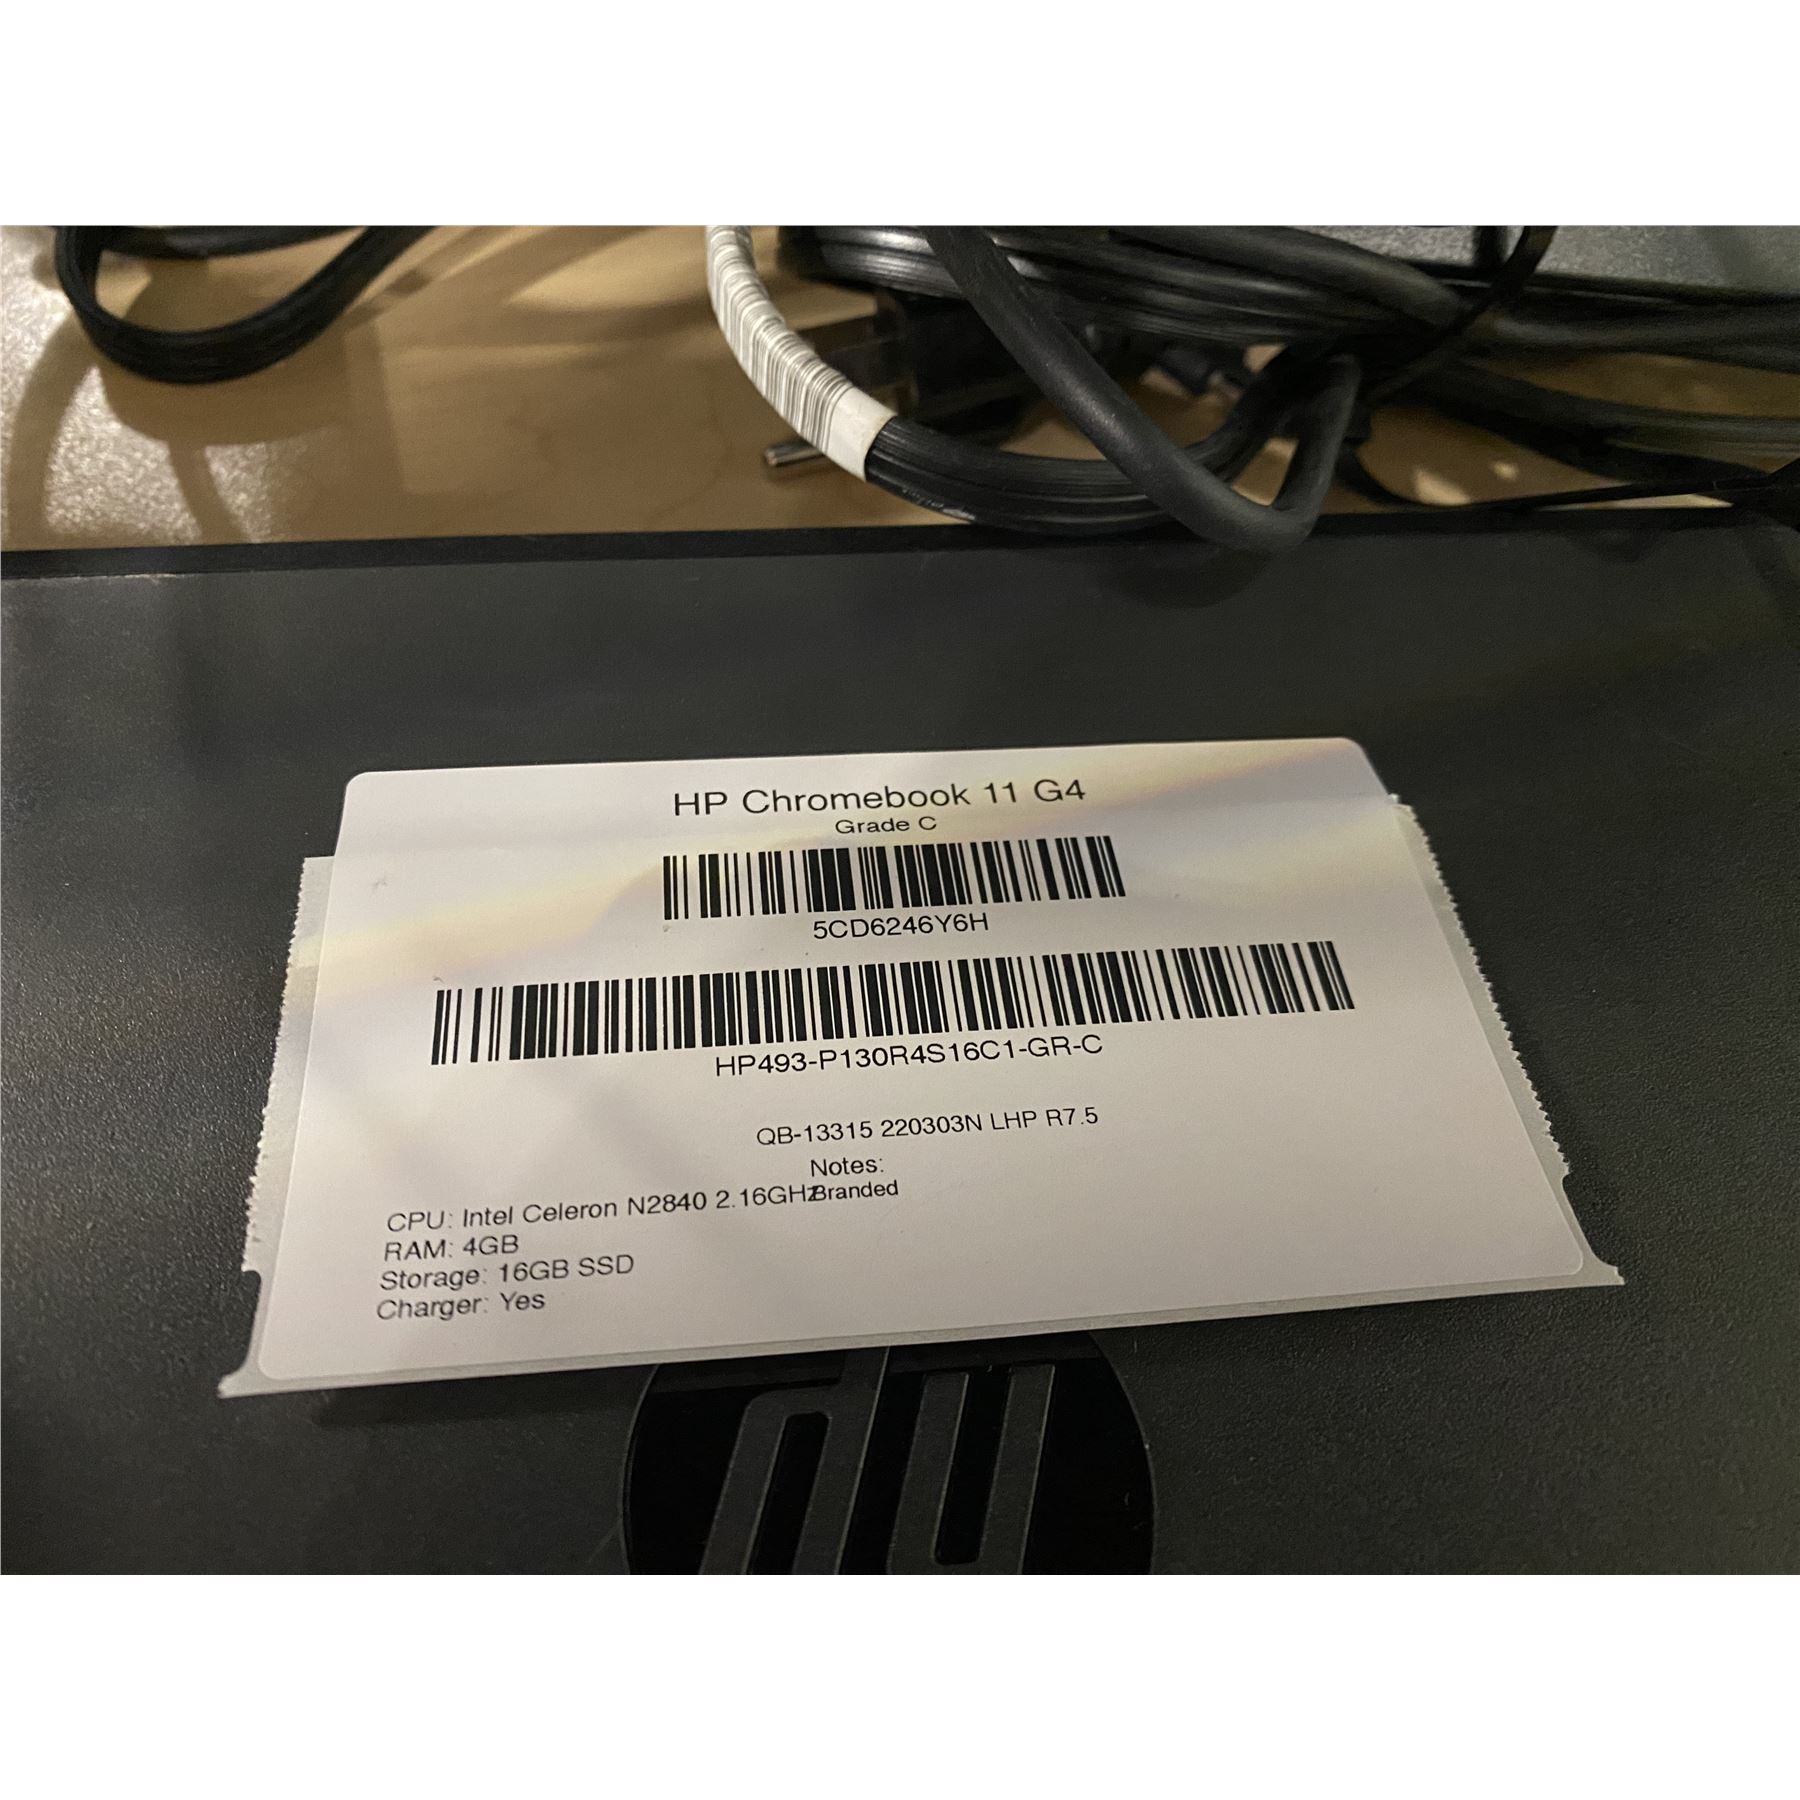 HP Chromebook 11 G4
Grade C
5CD6246Y6H
HP493-P130R4S16C1-GR-C
QB-13315 220303N LHP R7.5
Notes:
CPU: Intel Celeron N2840 2.16GHz Branded
RAM: 4GB
Storage: 16GB SSD
Charger: Yes
hp